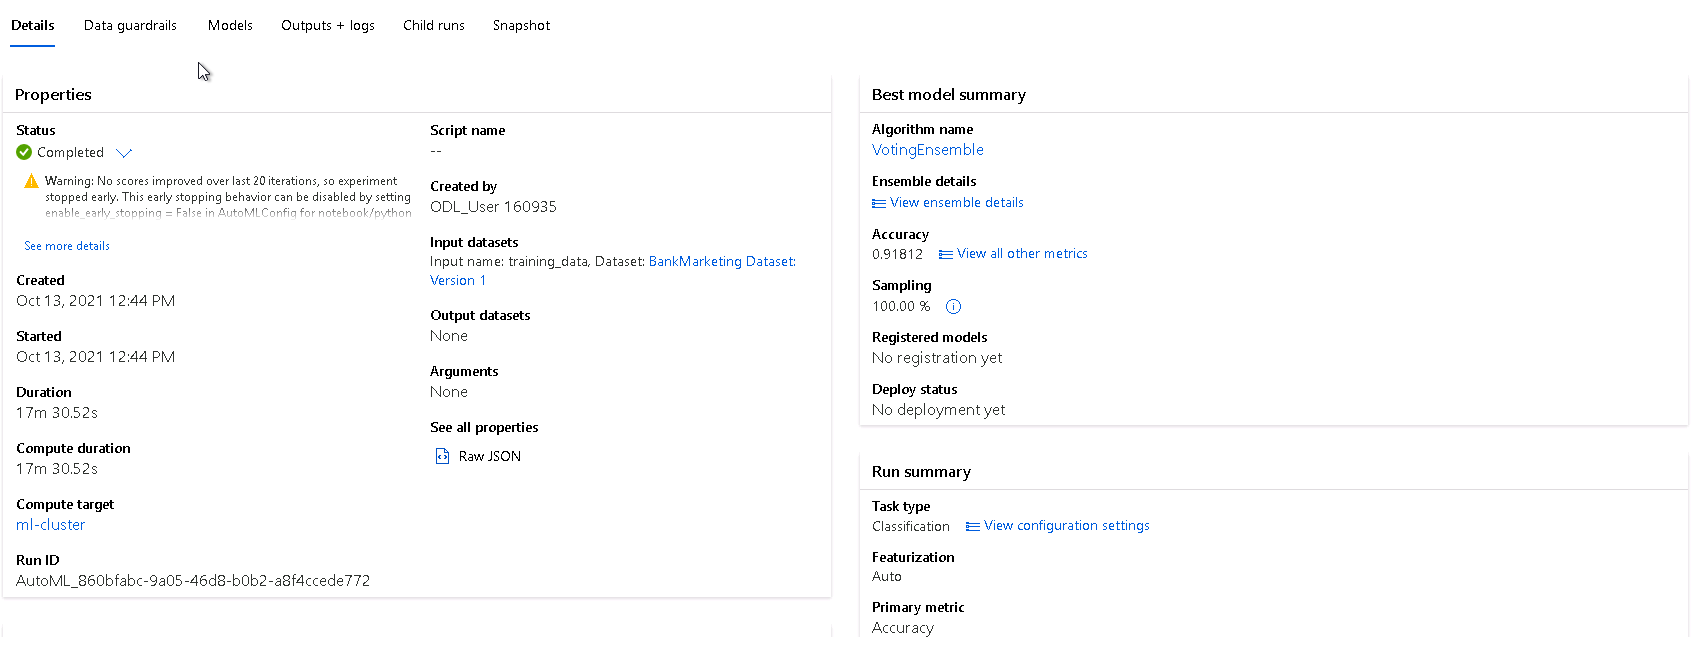 Details Data guardrails Models Outputs + logs Child runs Snapshot
Properties
Status
Completed
Warning: No scores improved over last 20 iterations, so experiment
stopped early. This early stopping behavior can be disabled by setting
enable_early_stopping = False in AutoMLConfig for notebook/python
See more details
Created
Oct 13, 2021 12:44 PM
Started
Oct 13, 2021 12:44 PM
Duration
17m 30.52s
Compute duration
17m 30.52s
Compute target
ml-cluster
Run ID
AutoML_860bfabc-9a05-46d8-b0b2-a8f4ccede772
Script name
--
Created by
ODL_User 160935
Input datasets
Input name: training_data, Dataset: BankMarketing Dataset:
Version 1
Output datasets
None
Arguments
None
See all properties
Raw JSON
Best model summary
Algorithm name
VotingEnsemble
Ensemble details
View ensemble details
Accuracy
0.91812 View all other metrics
Sampling
100.00 %
Registered models
No registration yet
Deploy status
No deployment yet
Run summary
Task type
Classification View configuration settings
Featurization
Auto
Primary metric
Accuracy